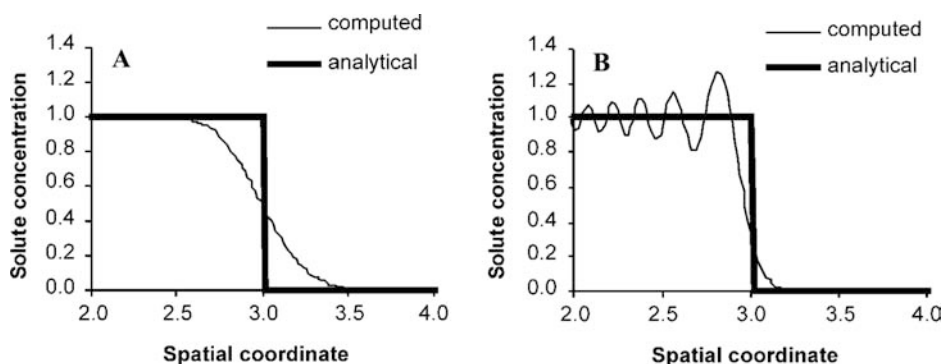 computed
analytical
A
1.4
1.2
1.0
0.8
0.6
0.4
0.2
0.0
Solute concentration
2.0 2.5 3.0 3.5 4.0
Spatial coordinate
computed
analytical
B
1.4
1.2
1.0
0.8
0.6
0.4
0.2
0.0
Solute concentration
2.0 2.5 3.0 3.5 4.0
Spatial coordinate